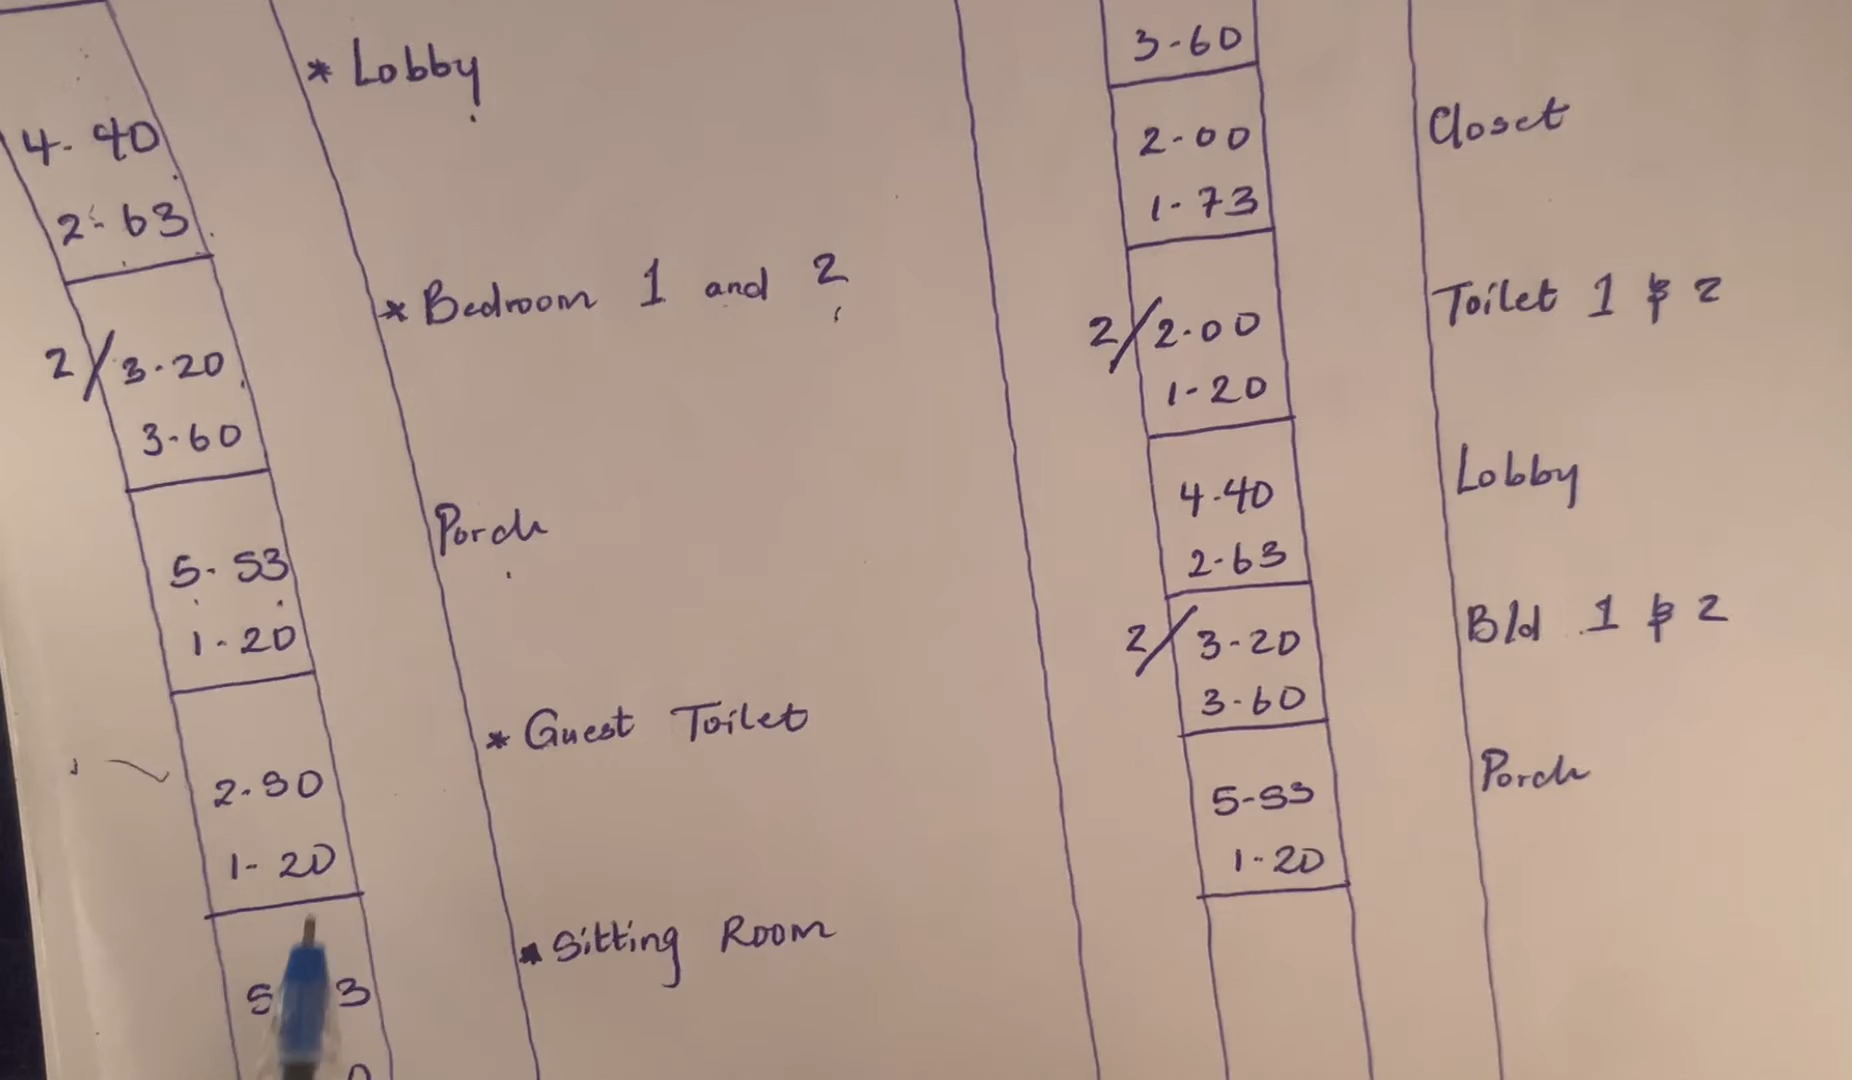 * Lobby
4. 40
2. 63
* Bedroom 1 and 2
2/ 3.20
3.60
Porch
5. 53
1-20
* Guest Toilet
2.90
1-20
* Sitting Room
3-60
Closet
2-00
1-73
Toilet 1 & 2
2/ 2.00
1-20
Lobby
4.40
2-63
B/d 1 & 2
2/ 3-20
3-60
Porch
5-53
1-20